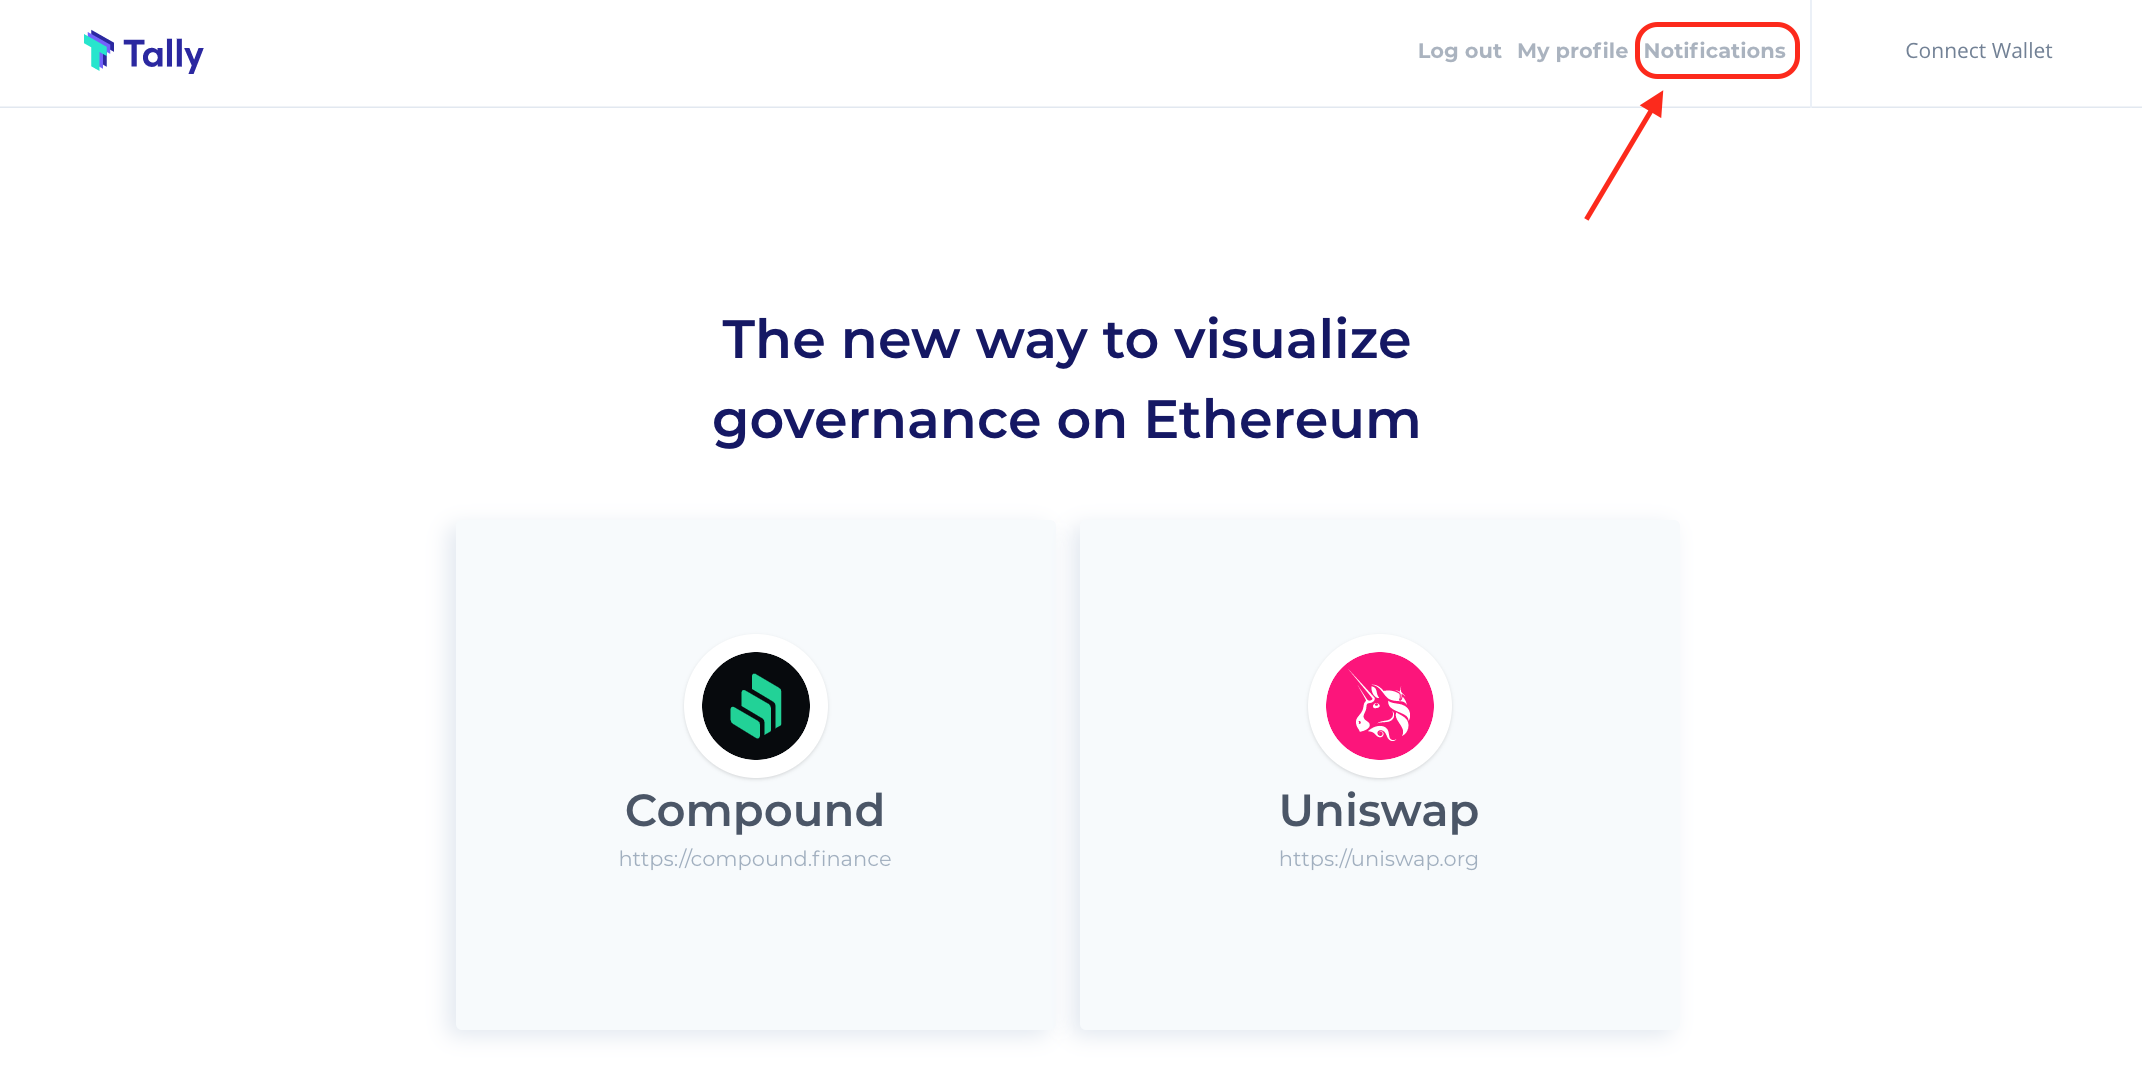 Tally
Log out My profile Notifications
Connect Wallet
The new way to visualize
governance on Ethereum
Compound
https://compound.finance
Uniswap
https://uniswap.org